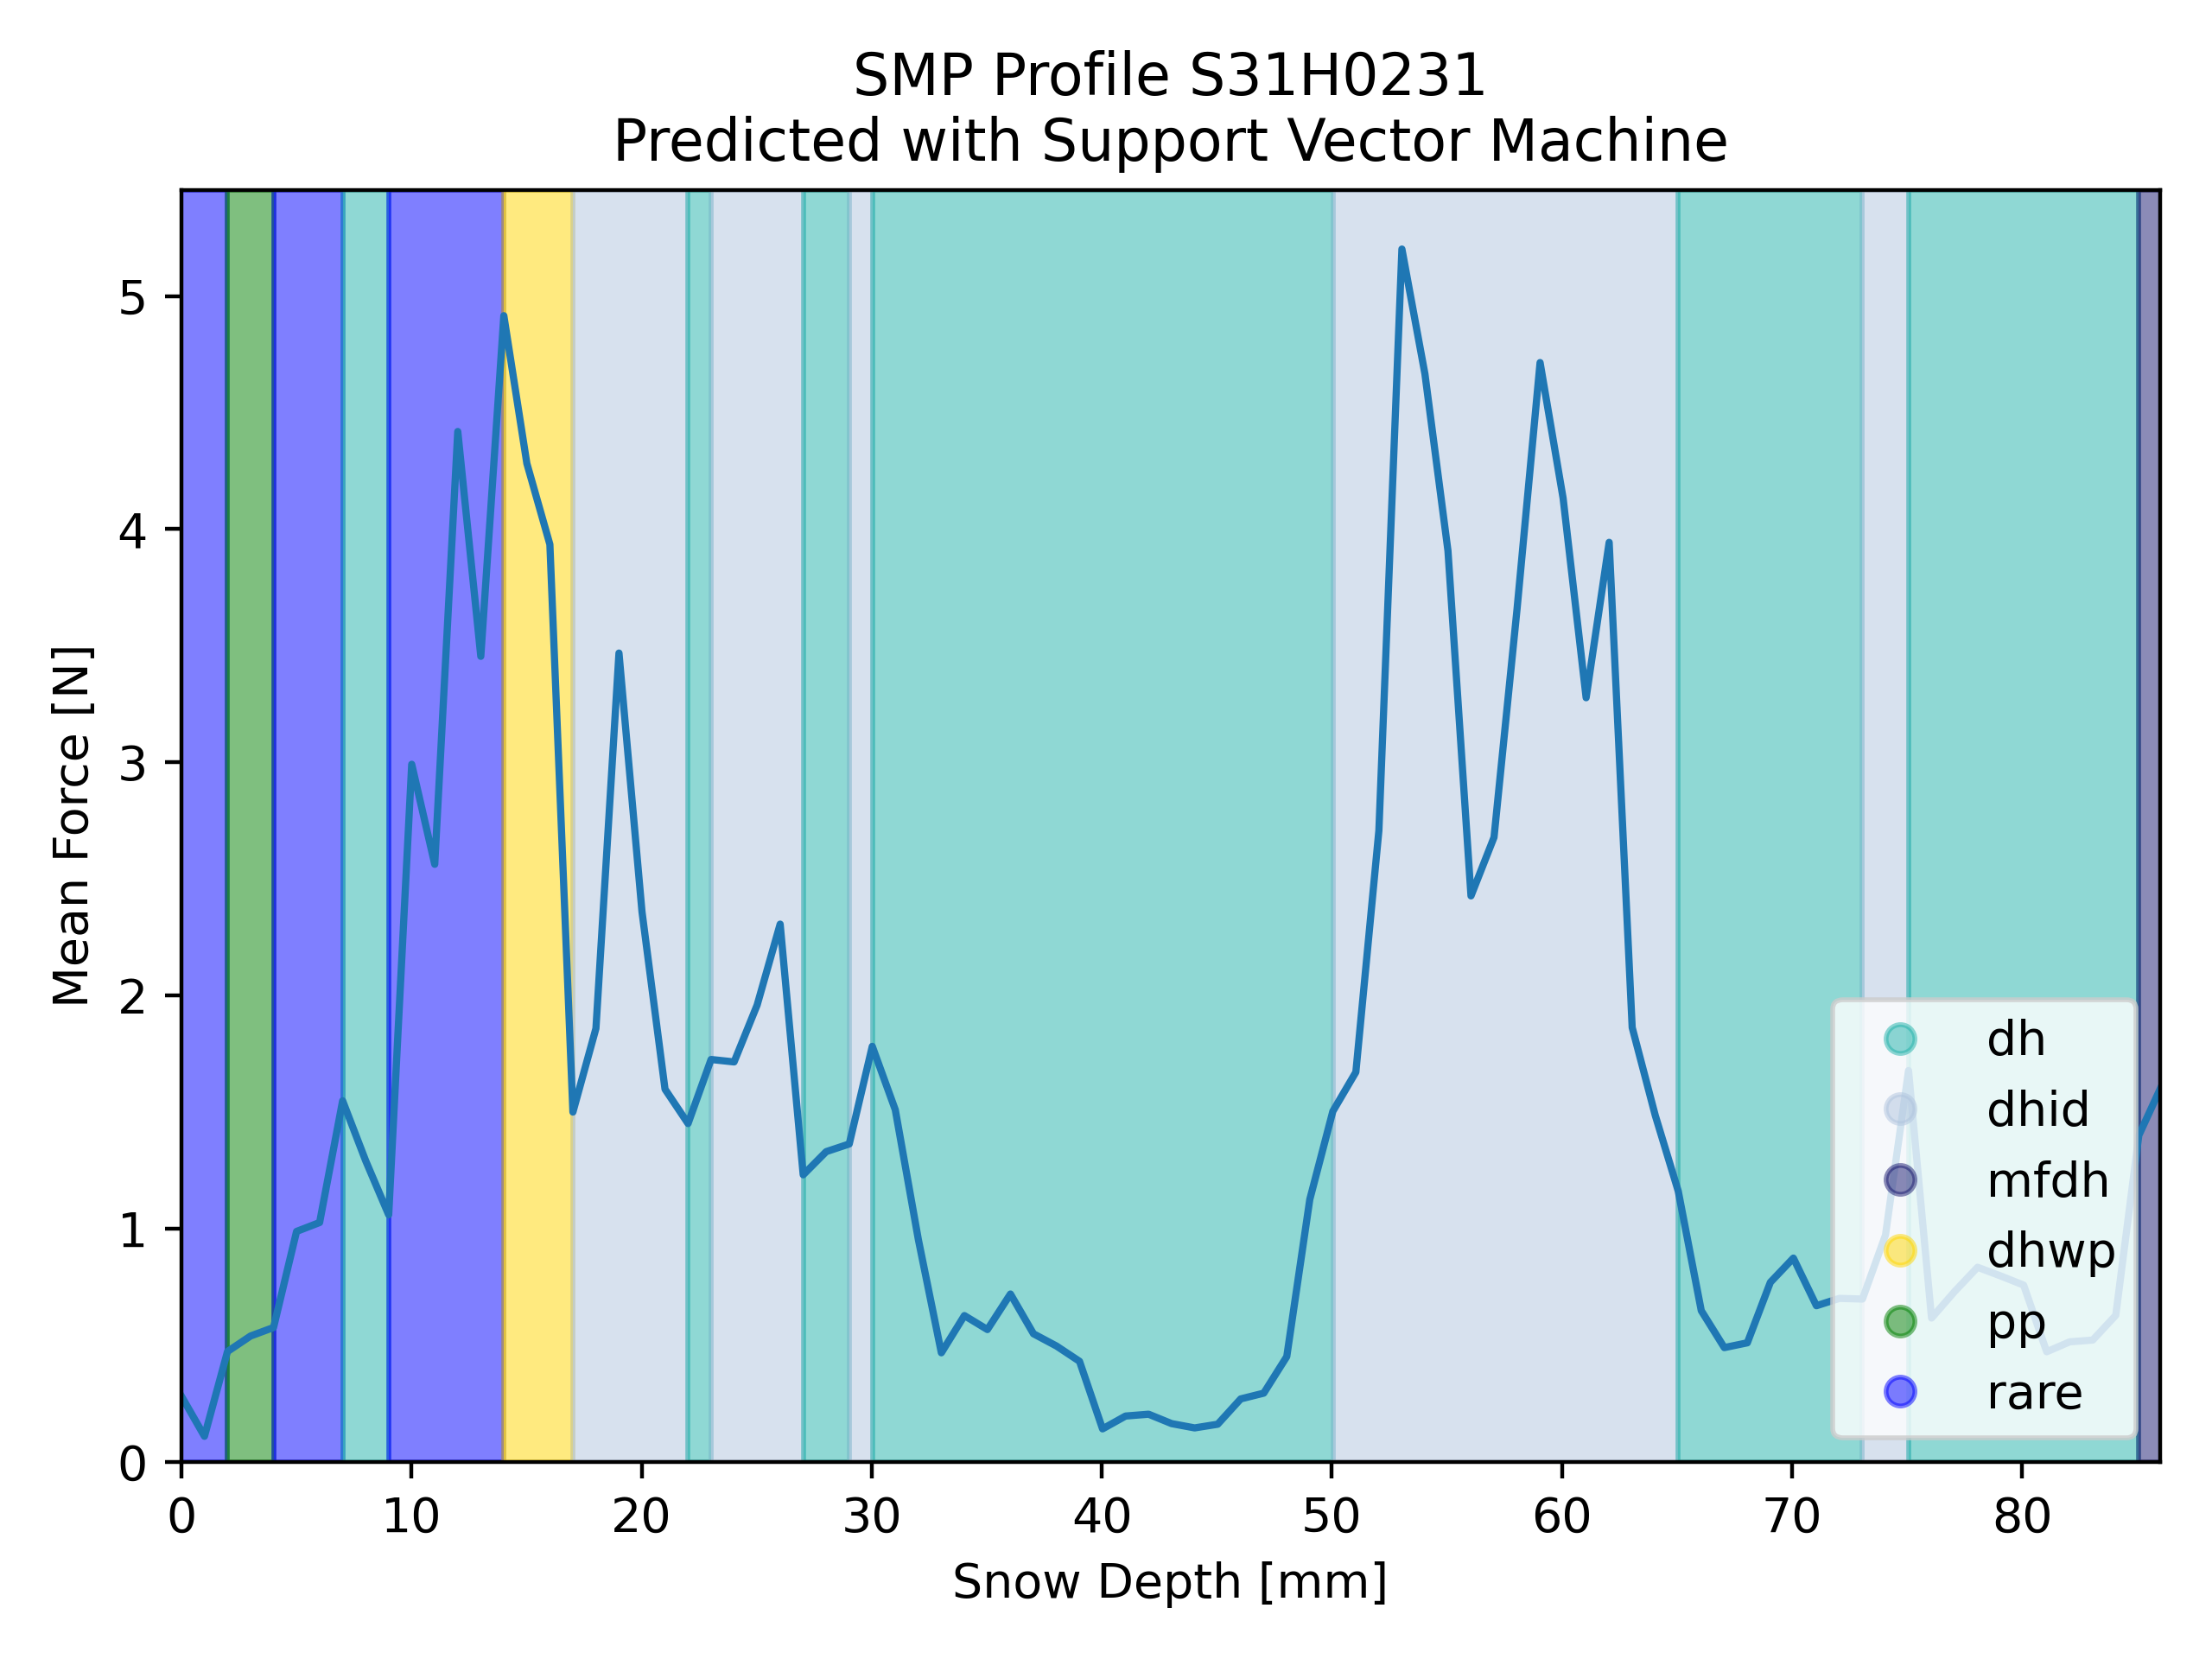 SMP Profile S31H0231
Predicted with Support Vector Machine
Mean Force [N]
5
4
3
2
1
0
0 10 20 30 40 50 60 70 80
Snow Depth [mm]
dh
dhid
mfdh
dhwp
pp
rare